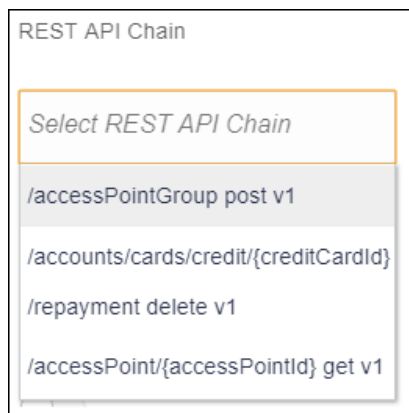 REST API Chain
Select REST API Chain
/accessPointGroup post v1
/accounts/cards/credit/{creditCardId}
/repayment delete v1
/accessPoint/{accessPointId} get v1